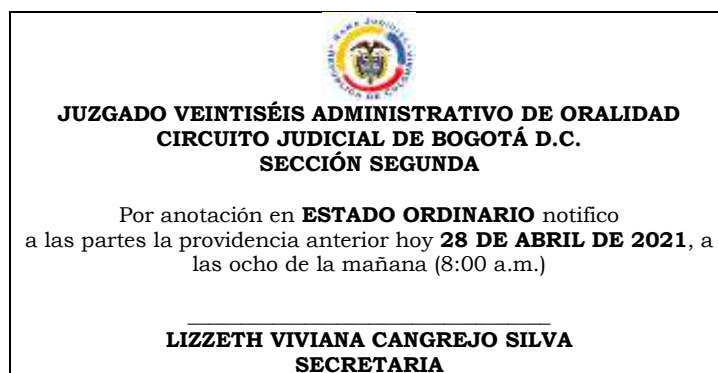 JUZGADO VEINTISÉIS ADMINISTRATIVO DE ORALIDAD
CIRCUITO JUDICIAL DE BOGOTÁ D.C.
SECCIÓN SEGUNDA
Por anotación en ESTADO ORDINARIO notifico
a las partes la providencia anterior hoy 28 DE ABRIL DE 2021, a
las ocho de la mañana (8:00 a.m.)
LIZZETH VIVIANA CANGREJO SILVA
SECRETARIA